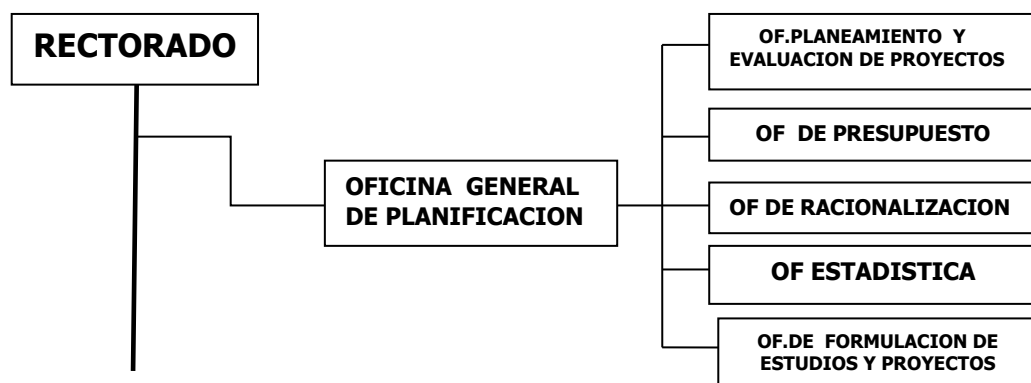 RECTORADO
OFICINA GENERAL
DE PLANIFICACION
OF.PLANEAMIENTO Y
EVALUACION DE PROYECTOS
OF DE PRESUPUESTO
OF DE RACIONALIZACION
OF ESTADISTICA
OF.DE FORMULACION DE
ESTUDIOS Y PROYECTOS